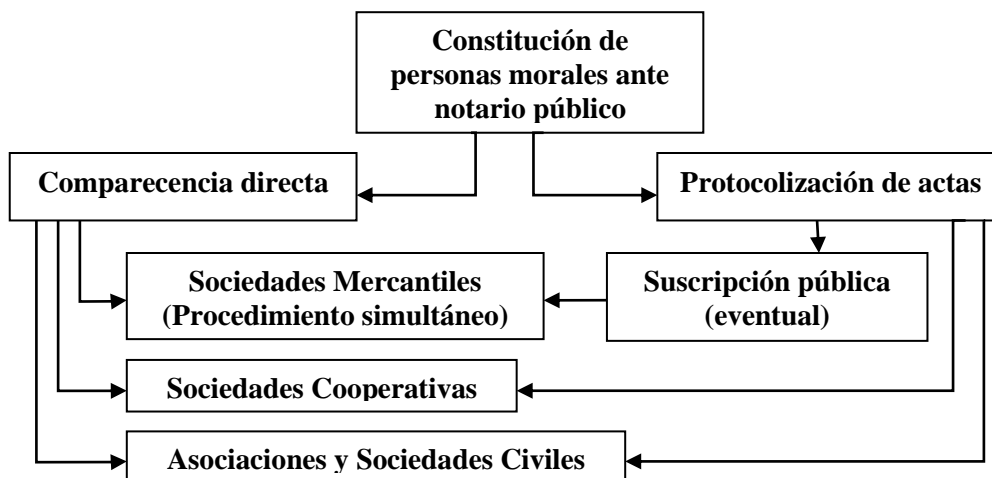 Constitución de
personas morales ante
notario público
Comparecencia directa
Protocolización de actas
Sociedades Mercantiles
(Procedimiento simultáneo)
Suscripción pública
(eventual)
Sociedades Cooperativas
Asociaciones y Sociedades Civiles